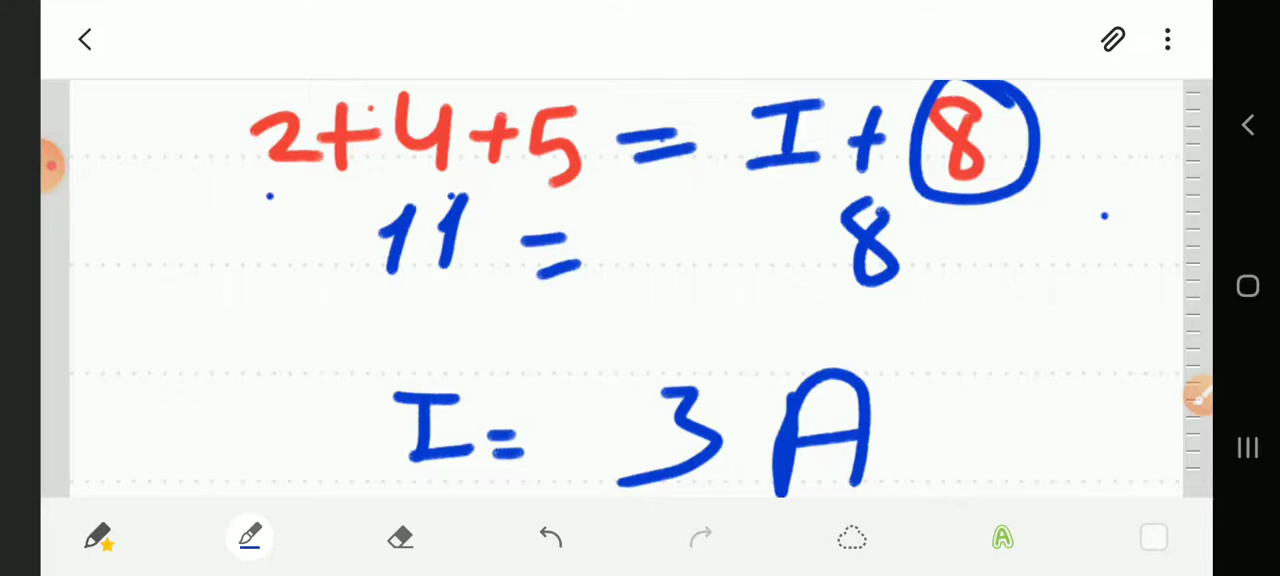 2+4+5 = I + 8
11 = 8
I = 3 A
A